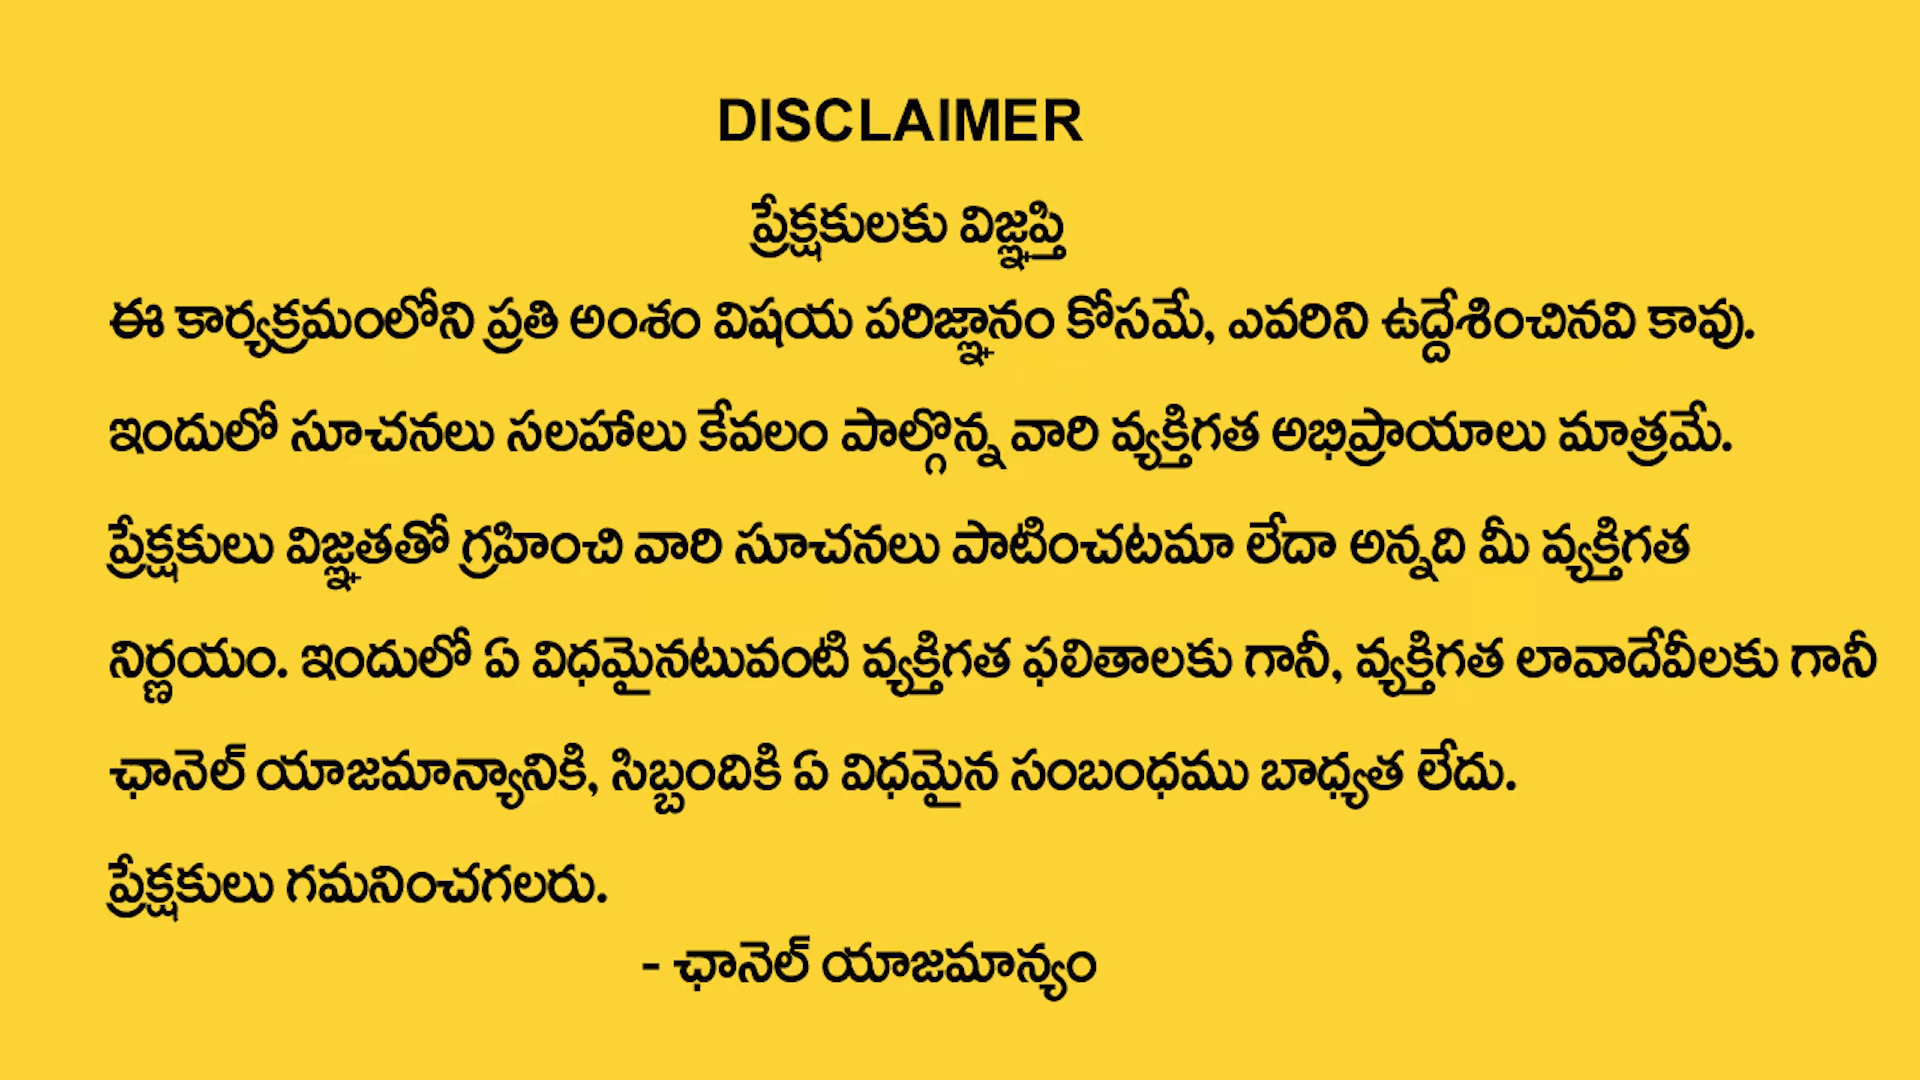 DISCLAIMER
ప్రేక్షకులకు విజ్ఞప్తి
ఈ కార్యక్రమంలోని ప్రతి అంశం విషయ పరిజ్ఞానం కోసమే, ఎవరిని ఉద్దేశించినవి కావు.
ఇందులో సూచనలు సలహాలు కేవలం పాల్గొన్న వారి వ్యక్తిగత అభిప్రాయాలు మాత్రమే.
ప్రేక్షకులు విజ్ఞతతో గ్రహించి వారి సూచనలు పాటించటమా లేదా అన్నది మీ వ్యక్తిగత
నిర్ణయం. ఇందులో ఏ విధమైనటువంటి వ్యక్తిగత ఫలితాలకు గానీ, వ్యక్తిగత లావాదేవీలకు గానీ
ఛానెల్ యాజమాన్యానికి, సిబ్బందికి ఏ విధమైన సంబంధము బాధ్యత లేదు.
ప్రేక్షకులు గమనించగలరు.
- ఛానెల్ యాజమాన్యం